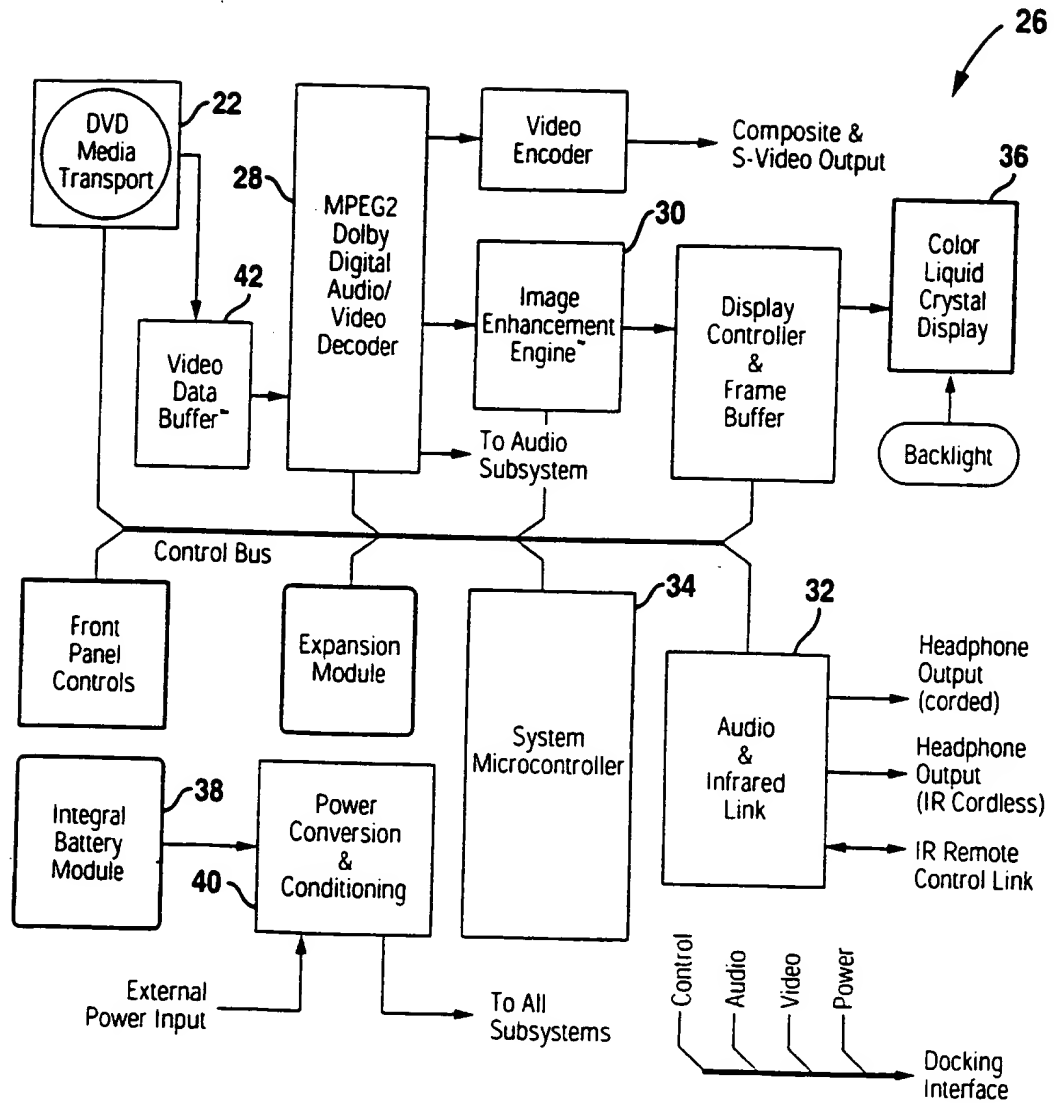 26
DVD
Media
Transport
22
28
MPEG2
Dolby
Digital
Audio/
Video
Decoder
Video
Encoder
Composite &
S-Video Output
36
Color
Liquid
Crystal
Display
42
Video
Data
Buffer
30
Image
Enhancement
Engine
Display
Controller
&
Frame
Buffer
To Audio
Subsystem
Backlight
Control Bus
Front
Panel
Controls
Expansion
Module
34
System
Microcontroller
32
Audio
&
Infrared
Link
Headphone
Output
(corded)
Headphone
Output
(IR Cordless)
IR Remote
Control Link
Integral
Battery
Module
38
Power
Conversion
&
Conditioning
40
External
Power Input
To All
Subsystems
Control
Audio
Video
Power
Docking
Interface